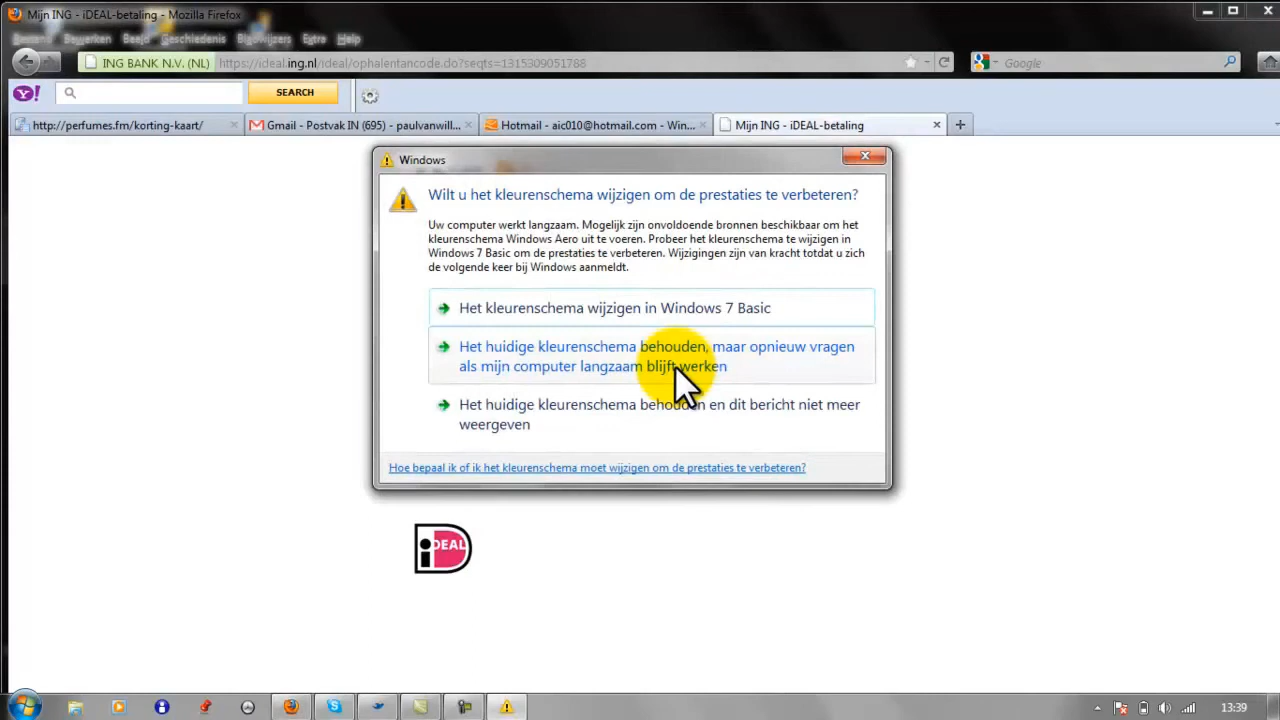 Mijn ING - iDEAL-betaling - Mozilla Firefox
Bestand Bewerken Beeld Geschiedenis Bladwijzers Extra Help
ING BANK N.V. (NL) https://ideal.ing.nl/ideal/ophalentancode.do?seqts=1315309051788 Google
Y! SEARCH
http://perfumes.fm/korting-kaart/ Gmail - Postvak IN (695) - paulvanwill... Hotmail - aic010@hotmail.com - Win... Mijn ING - iDEAL-betaling
Windows
Wilt u het kleurenschema wijzigen om de prestaties te verbeteren?
Uw computer werkt langzaam. Mogelijk zijn onvoldoende bronnen beschikbaar om het
kleurenschema Windows Aero uit te voeren. Probeer het kleurenschema te wijzigen in
Windows 7 Basic om de prestaties te verbeteren. Wijzigingen zijn van kracht totdat u zich
de volgende keer bij Windows aanmeldt.
Het kleurenschema wijzigen in Windows 7 Basic
Het huidige kleurenschema behouden, maar opnieuw vragen
als mijn computer langzaam blijft werken
Het huidige kleurenschema behouden en dit bericht niet meer
weergeven
Hoe bepaal ik of ik het kleurenschema moet wijzigen om de prestaties te verbeteren?
iDEAL
13:39